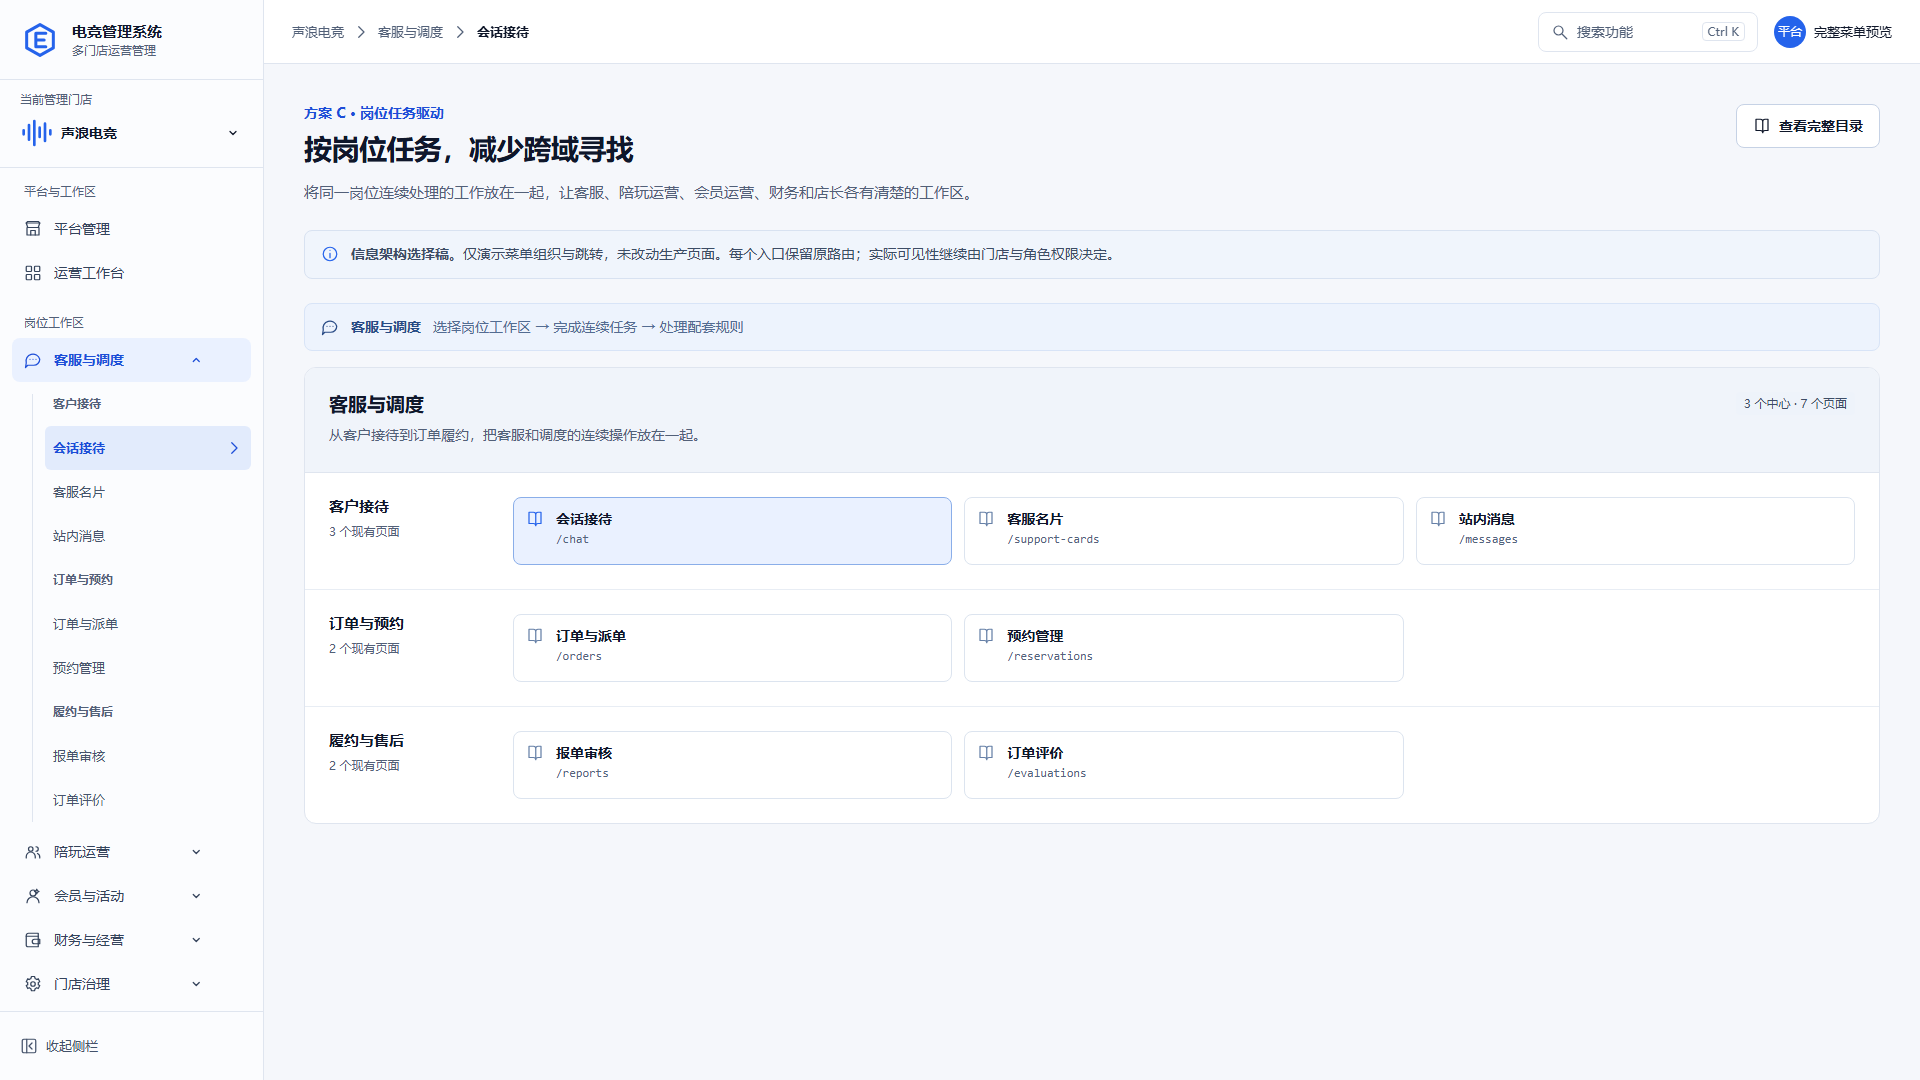 电竞管理系统
多门店运营管理
当前管理门店
声浪电竞
平台与工作区
平台管理
运营工作台
岗位工作区
客服与调度
客户接待
会话接待
客服名片
站内消息
订单与预约
订单与派单
预约管理
履约与售后
报单审核
订单评价
陪玩运营
会员与活动
财务与经营
门店治理
收起侧栏
声浪电竞 客服与调度 会话接待
搜索功能 Ctrl K
平台 完整菜单预览
方案 C • 岗位任务驱动
按岗位任务，减少跨域寻找
将同一岗位连续处理的工作放在一起，让客服、陪玩运营、会员运营、财务和店长各有清楚的工作区。
查看完整目录
信息架构选择稿。仅演示菜单组织与跳转，未改动生产页面。每个入口保留原路由；实际可见性继续由门店与角色权限决定。
客服与调度 选择岗位工作区 → 完成连续任务 → 处理配套规则
客服与调度
从客户接待到订单履约，把客服和调度的连续操作放在一起。
3 个中心 · 7 个页面
客户接待
3 个现有页面
会话接待
/chat
客服名片
/support-cards
站内消息
/messages
订单与预约
2 个现有页面
订单与派单
/orders
预约管理
/reservations
履约与售后
2 个现有页面
报单审核
/reports
订单评价
/evaluations